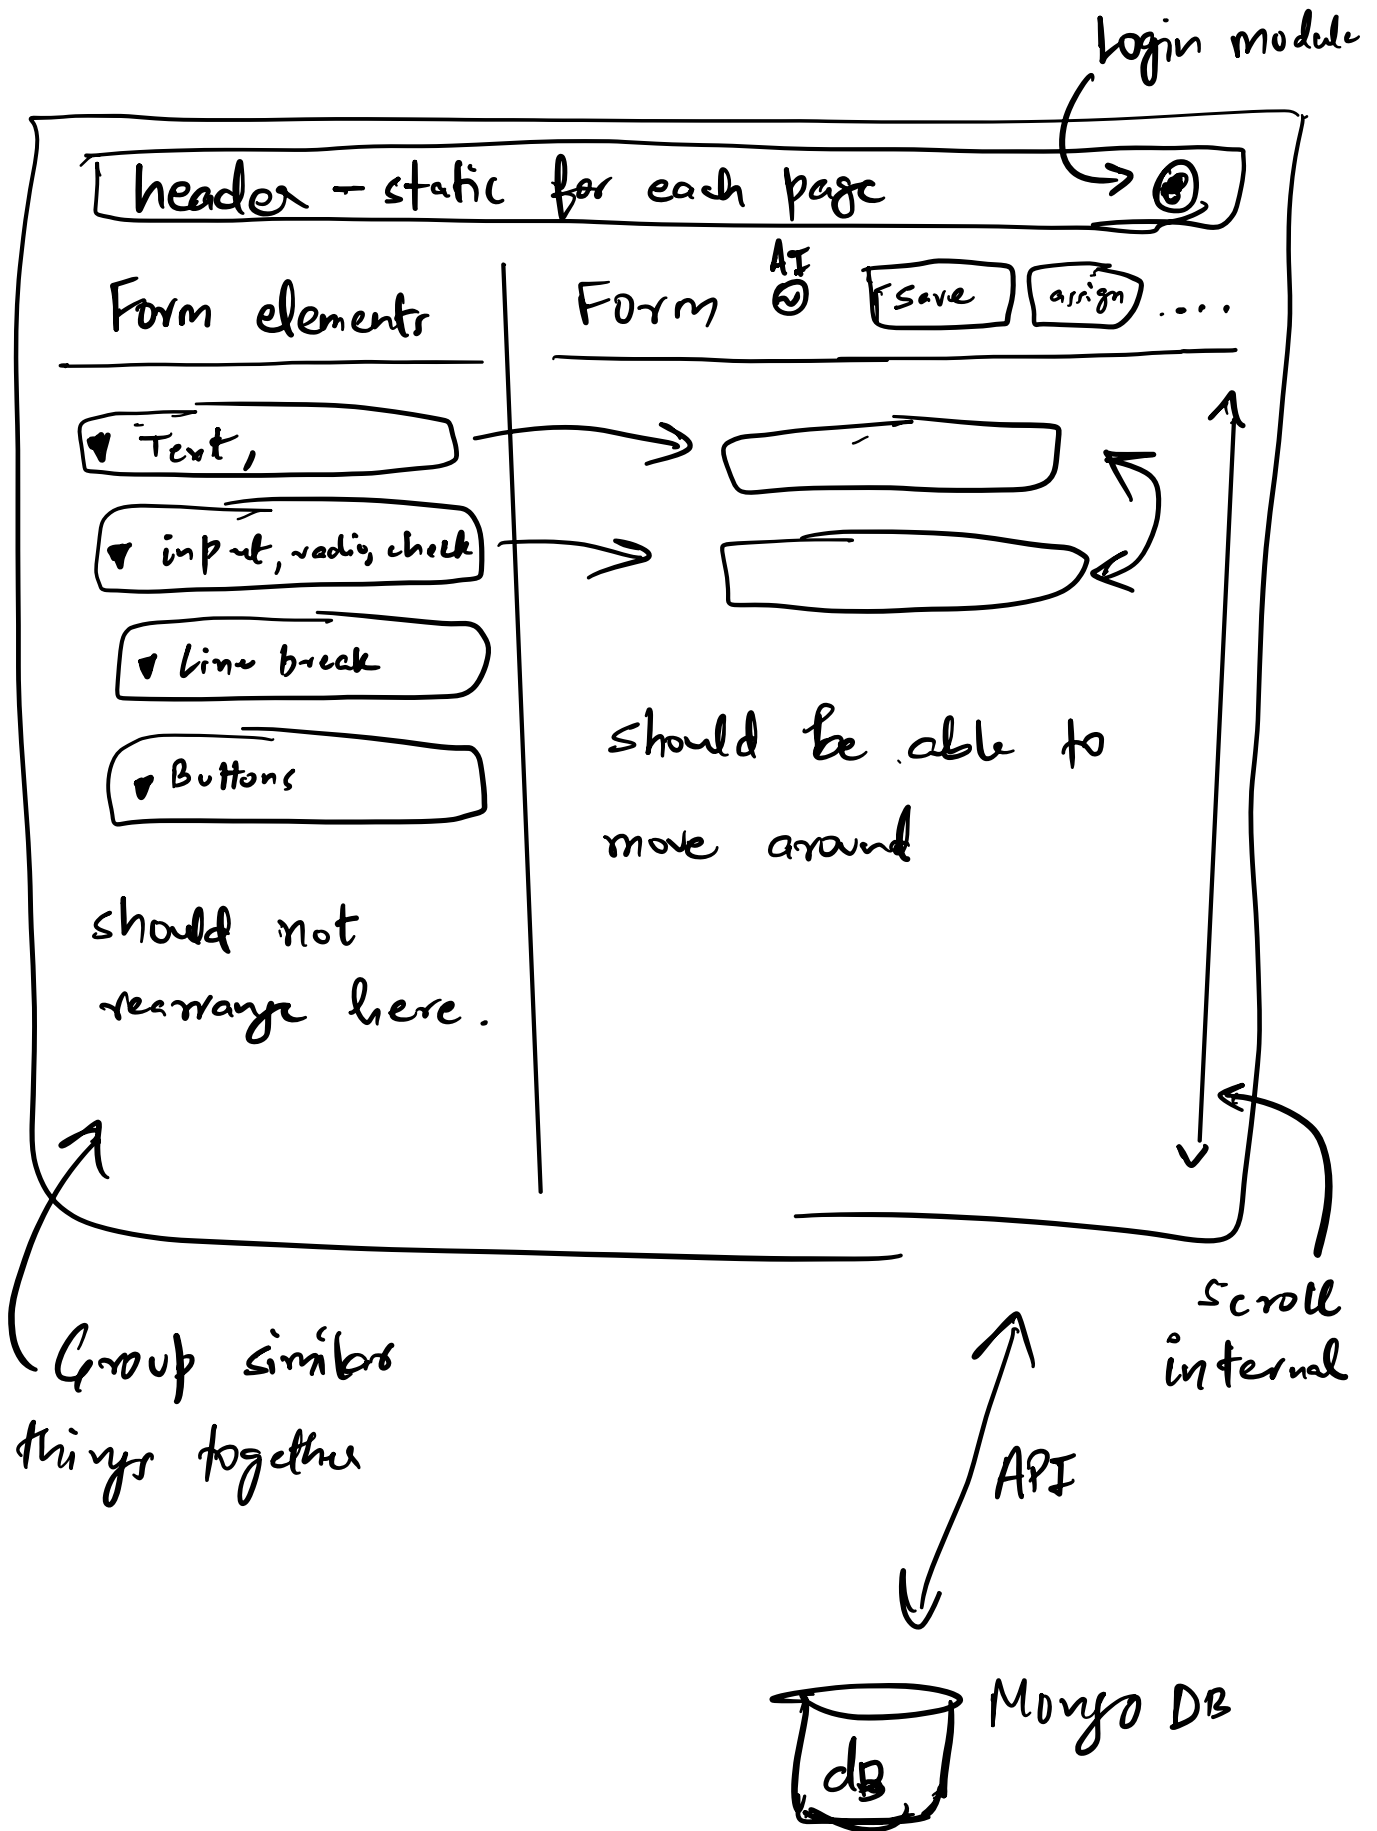 Login module
header - static for each page
AI
Form elements
Form
save
assign ....
Text,
input, radio, check
Line break
Buttons
should be able to
move around
should not
rearrange here.
scroll
internal
Group similar
things together
API
Mongo DB
dB